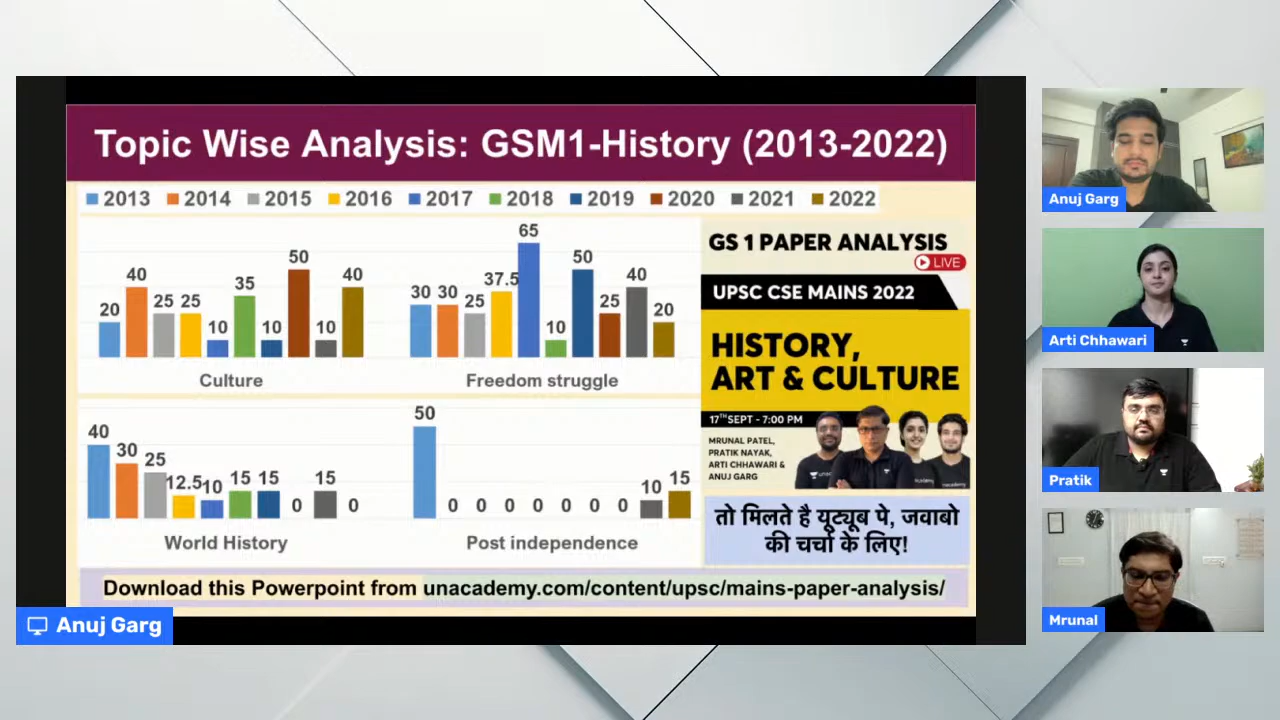 Topic Wise Analysis: GSM1-History (2013-2022)
2013 2014 2015 2016 2017 2018 2019 2020 2021 2022
20 40 25 25 10 35 10 50 10 40
Culture
30 30 25 37.5 65 10 50 25 40 20
Freedom struggle
40 30 25 12.5 10 15 15 0 15 0
World History
50 0 0 0 0 0 0 0 10 15
Post independence
GS 1 PAPER ANALYSIS
LIVE
UPSC CSE MAINS 2022
HISTORY,
ART & CULTURE
17TH SEPT - 7:00 PM
MRUNAL PATEL,
PRATIK NAYAK,
ARTI CHHAWARI &
ANUJ GARG
तो मिलते है यूट्यूब पे, जवाबो
की चर्चा के लिए!
Download this Powerpoint from unacademy.com/content/upsc/mains-paper-analysis/
Anuj Garg
Anuj Garg
Arti Chhawari
Pratik
Mrunal